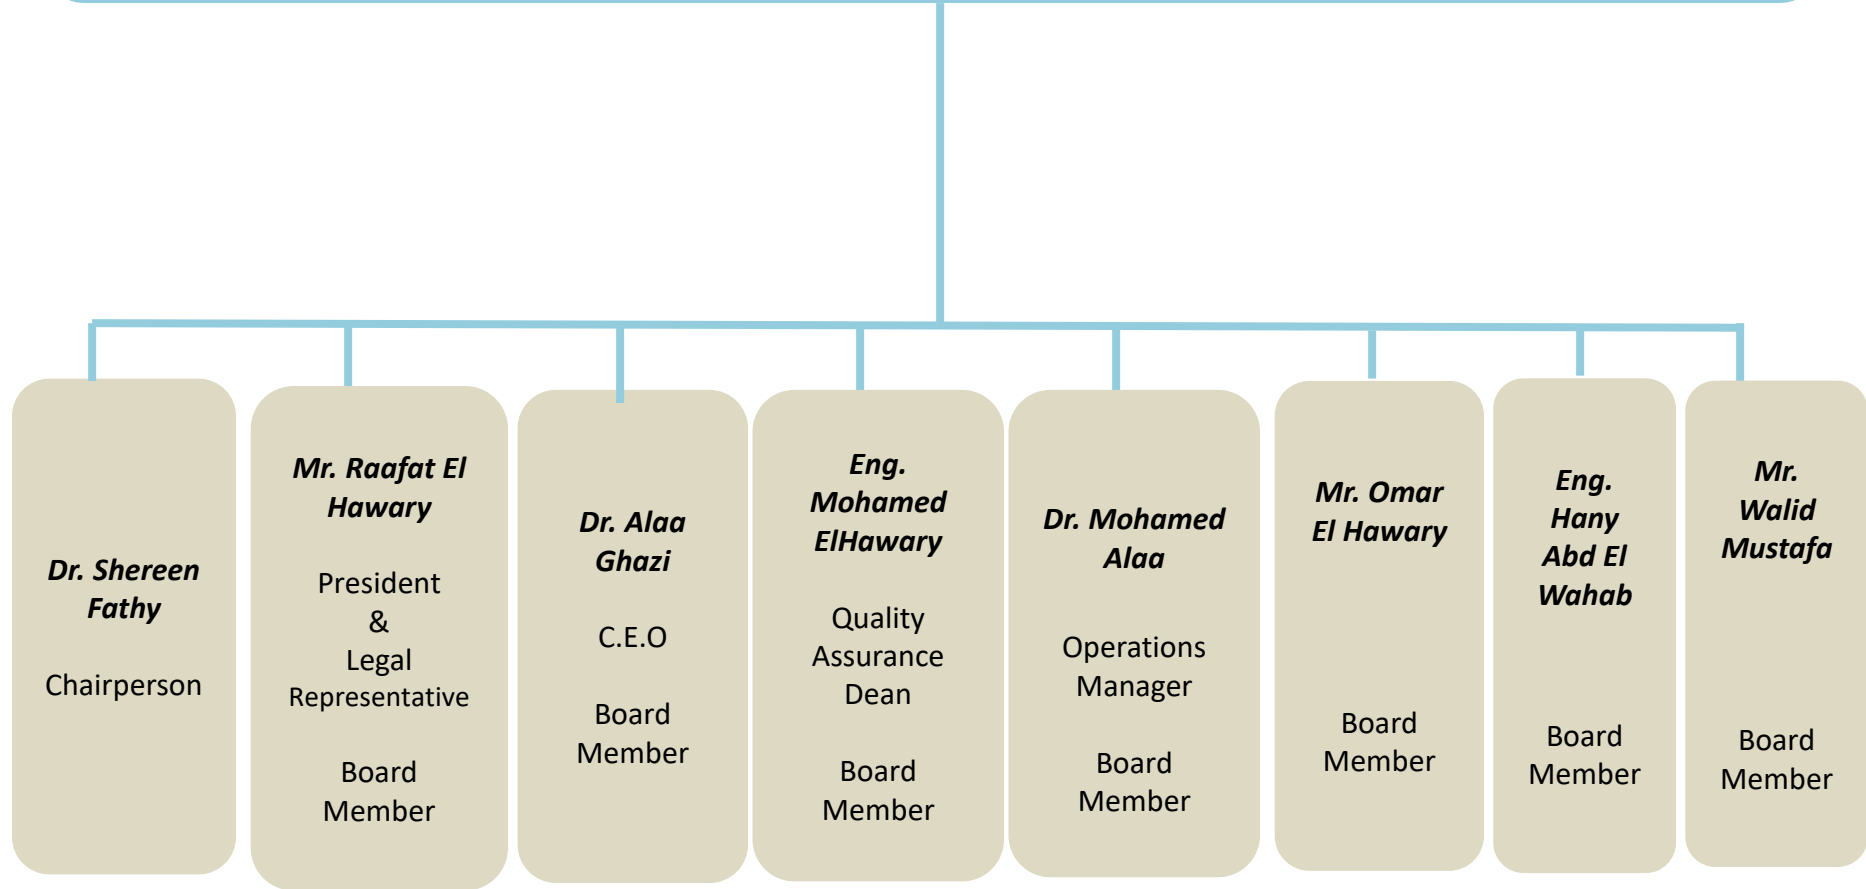 Dr. Shereen
Fathy
Chairperson
Mr. Raafat El
Hawary
President
&
Legal
Representative
Board
Member
Dr. Alaa
Ghazi
C.E.O
Board
Member
Eng.
Mohamed
ElHawary
Quality
Assurance
Dean
Board
Member
Dr. Mohamed
Alaa
Operations
Manager
Board
Member
Mr. Omar
El Hawary
Board
Member
Eng.
Hany
Abd El
Wahab
Board
Member
Mr.
Walid
Mustafa
Board
Member